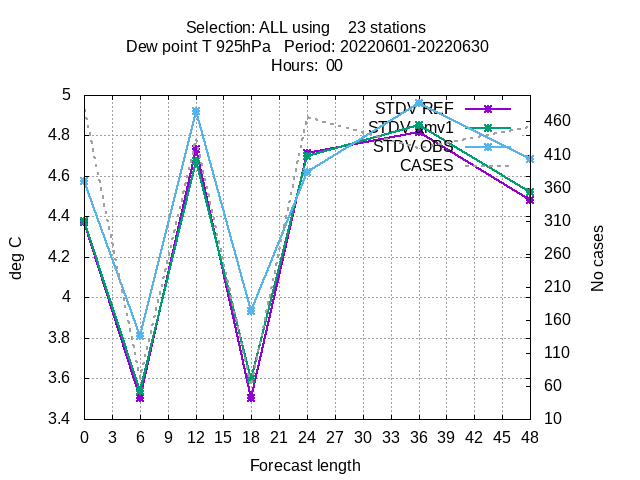 Selection: ALL using 23 stations
Dew point T 925hPa Period: 20220601-20220630
Hours: 00
5
4.8
4.6
4.4
4.2
4
3.8
3.6
3.4
deg C
STDV REF
STDV
STDV OBS
CASES
460
410
360
310
260
210
160
110
60
10
No cases
0 3 6 9 12 15 18 21 24 27 30 33 36 39 42 45 48
Forecast length